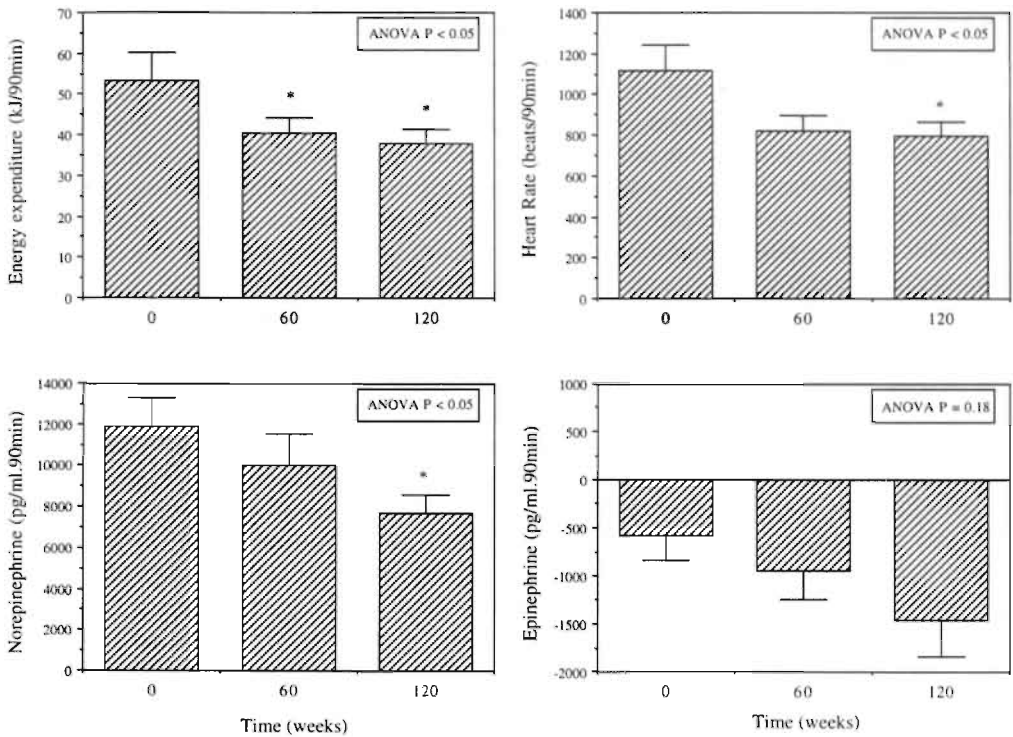 Energy expenditure (kJ/90min)
70
60
50
40
30
20
10
0
ANOVA P < 0.05
*
*
0 60 120
Heart Rate (beats/90min)
1400
1200
1000
800
600
400
200
0
ANOVA P < 0.05
*
0 60 120
Norepinephrine (pg/ml.90min)
14000
12000
10000
8000
6000
4000
2000
0
ANOVA P < 0.05
*
0 60 120
Time (weeks)
Epinephrine (pg/ml.90min)
1000
500
0
-500
-1000
-1500
-2000
ANOVA P = 0.18
0 60 120
Time (weeks)